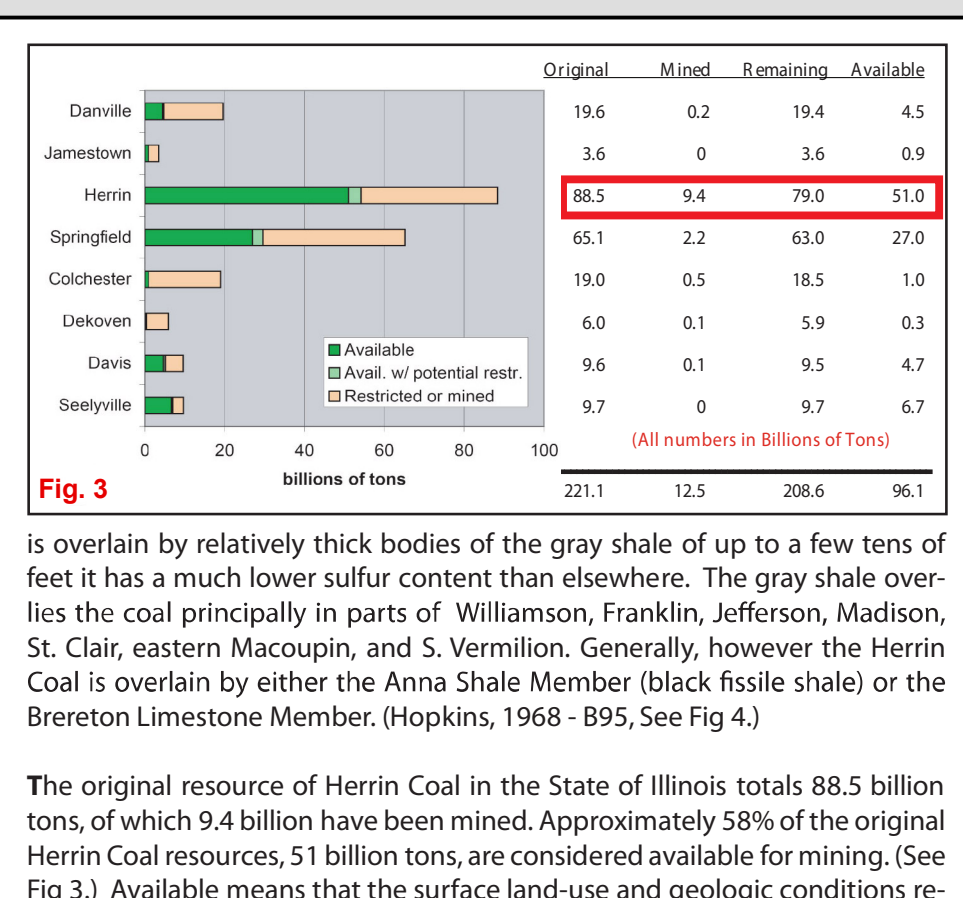 Original Mined Remaining Available
Danville 19.6 0.2 19.4 4.5
Jamestown 3.6 0 3.6 0.9
Herrin 88.5 9.4 79.0 51.0
Springfield 65.1 2.2 63.0 27.0
Colchester 19.0 0.5 18.5 1.0
Dekoven 6.0 0.1 5.9 0.3
Available
Davis 9.6 0.1 9.5 4.7
Avail. w/ potential restr.
Restricted or mined
Seelyville 9.7 0 9.7 6.7
(All numbers in Billions of Tons)
0 20 40 60 80 100
billions of tons
Fig. 3 221.1 12.5 208.6 96.1
is overlain by relatively thick bodies of the gray shale of up to a few tens of
feet it has a much lower sulfur content than elsewhere. The gray shale over-
lies the coal principally in parts of Williamson, Franklin, Jefferson, Madison,
St. Clair, eastern Macoupin, and S. Vermilion. Generally, however the Herrin
Coal is overlain by either the Anna Shale Member (black fissile shale) or the
Brereton Limestone Member. (Hopkins, 1968 - B95, See Fig 4.)
The original resource of Herrin Coal in the State of Illinois totals 88.5 billion
tons, of which 9.4 billion have been mined. Approximately 58% of the original
Herrin Coal resources, 51 billion tons, are considered available for mining. (See
Fig 3.) Available means that the surface land-use and geologic conditions re-